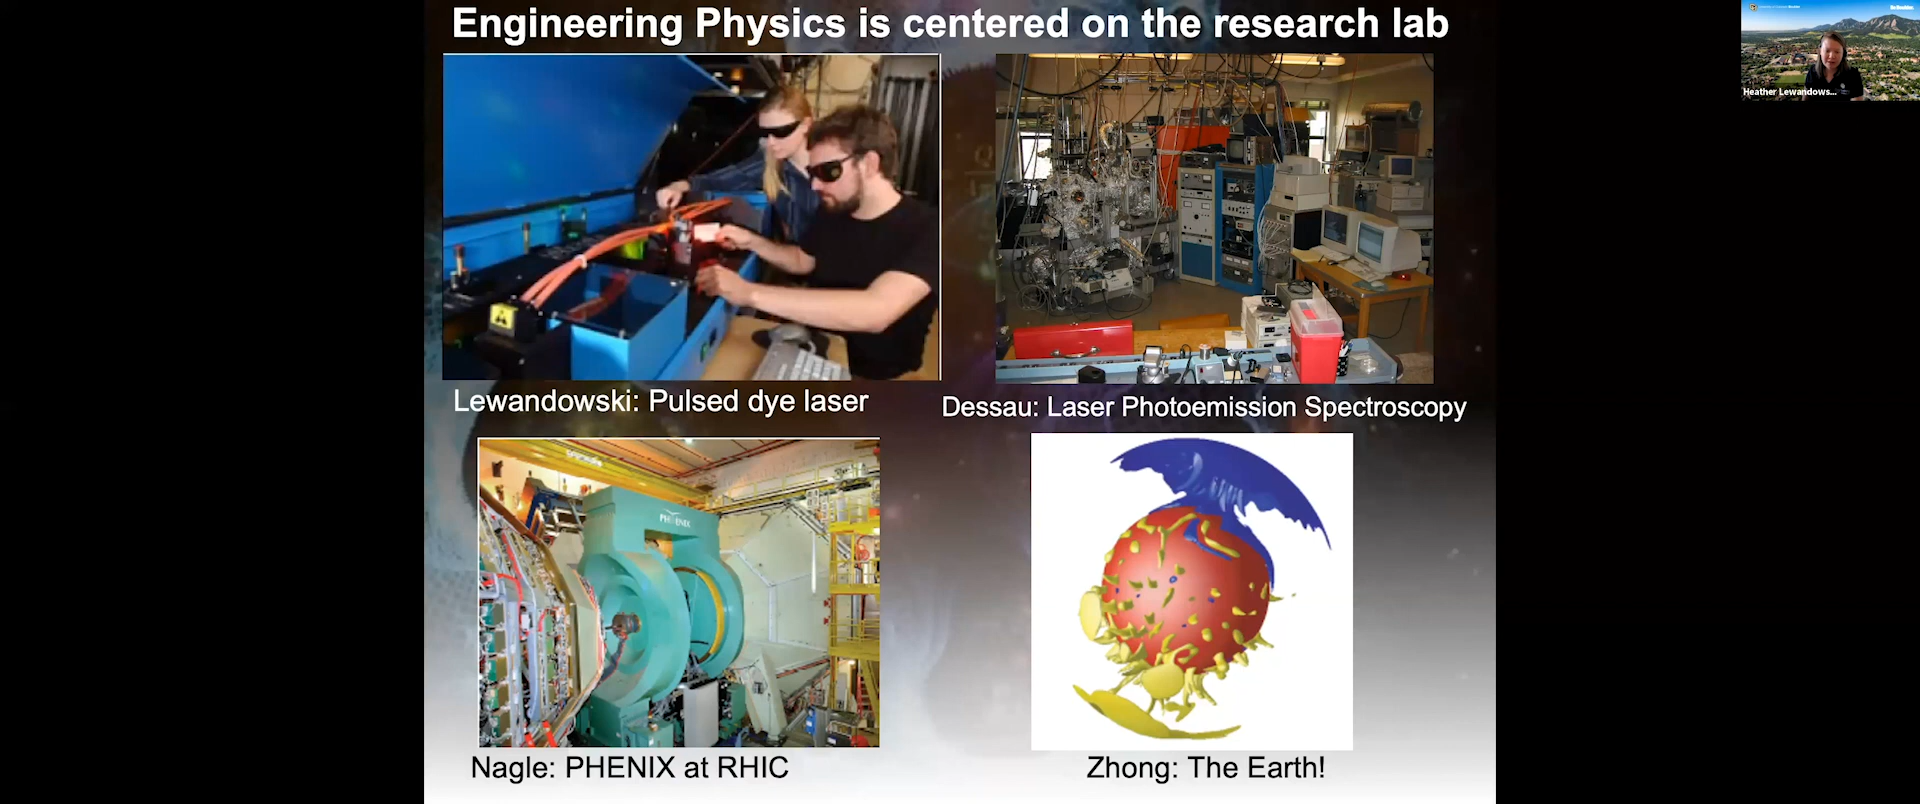 Engineering Physics is centered on the research lab
Heather Lewandows...
Lewandowski: Pulsed dye laser
Dessau: Laser Photoemission Spectroscopy
PHENIX
Nagle: PHENIX at RHIC
Zhong: The Earth!